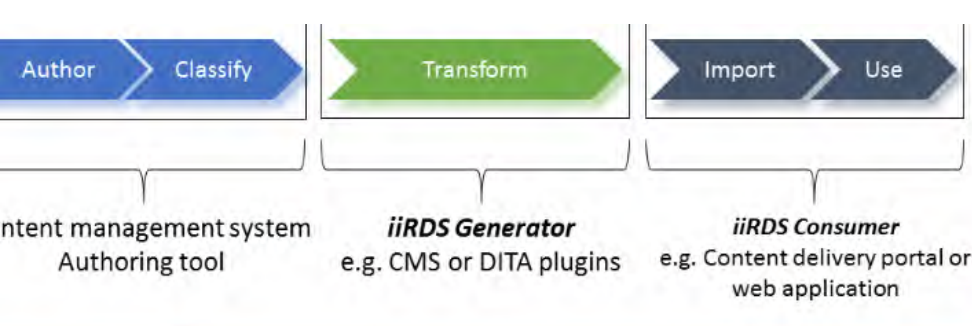 Author
Classify
Transform
Import
Use
ntent management system
Authoring tool
iiRDS Generator
e.g. CMS or DITA plugins
iiRDS Consumer
e.g. Content delivery portal or
web application